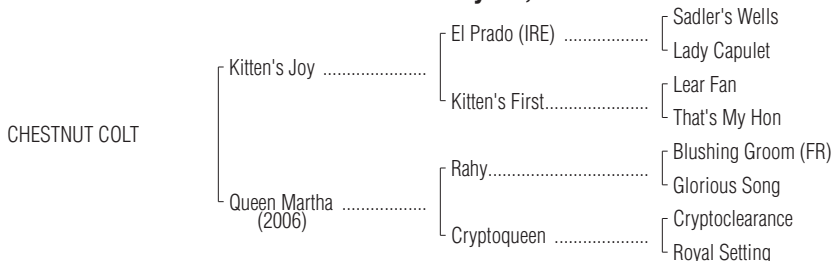 Sadler's Wells
El Prado (IRE) ..................
Lady Capulet
Kitten's Joy ......................
Lear Fan
Kitten's First......................
That's My Hon
CHESTNUT COLT
Blushing Groom (FR)
Rahy..................................
Glorious Song
Queen Martha ..................
(2006)
Cryptoclearance
Cryptoqueen ....................
Royal Setting